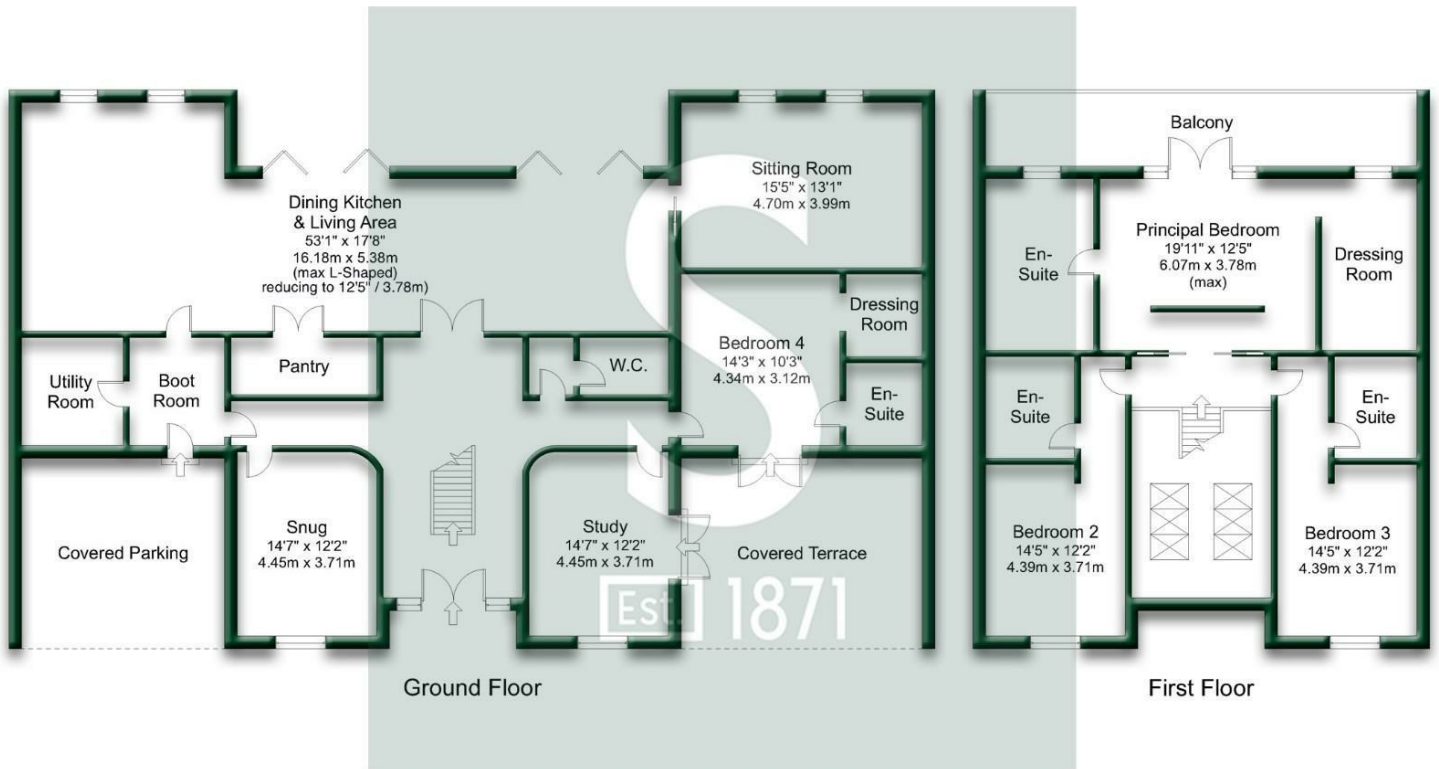 Dining Kitchen
& Living Area
53'1" x 17'8"
16.18m x 5.38m
(max L-Shaped)
reducing to 12'5" / 3.78m)
Sitting Room
15'5" x 13'1"
4.70m x 3.99m
Utility
Room
Boot
Room
Pantry
W.C.
Bedroom 4
14'3" x 10'3"
4.34m x 3.12m
Dressing
Room
En-
Suite
Covered Parking
Snug
14'7" x 12'2"
4.45m x 3.71m
Study
14'7" x 12'2"
4.45m x 3.71m
Covered Terrace
S
Est. 1871
Ground Floor
Balcony
En-
Suite
Principal Bedroom
19'11" x 12'5"
6.07m x 3.78m
(max)
Dressing
Room
En-
Suite
En-
Suite
Bedroom 2
14'5" x 12'2"
4.39m x 3.71m
Bedroom 3
14'5" x 12'2"
4.39m x 3.71m
First Floor